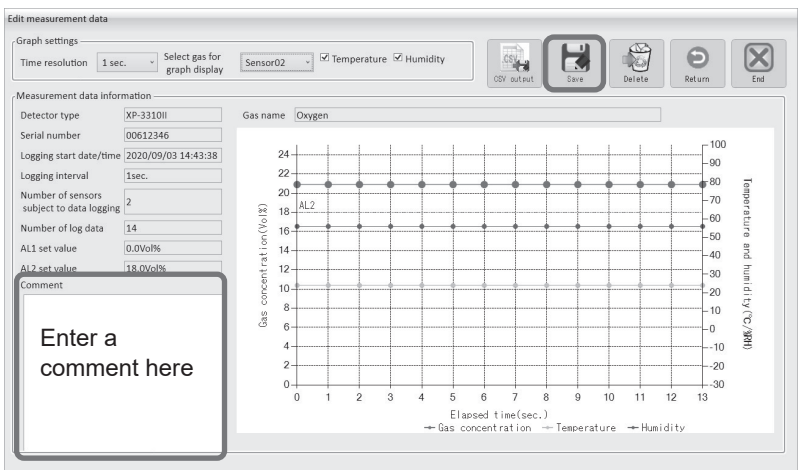 Edit measurement data
Graph settings
Time resolution 1 sec.
Select gas for
graph display
Sensor02
Temperature Humidity
CSV
CSV output
Save
Delete
Return
End
Measurement data information
Detector type XP-3310II
Serial number 00612346
Logging start date/time 2020/09/03 14:43:38
Logging interval 1sec.
Number of sensors
subject to data logging
2
Number of log data 14
AL1 set value 0.0Vol%
AL2 set value 18.0Vol%
Comment
Enter a
comment here
Gas name Oxygen
Gas concentration(Vol%)
24
22
20
18
16
14
12
10
8
6
4
2
0
AL2
100
90
80
70
60
50
40
30
20
10
0
-10
-20
-30
Temperature and humidity(℃/%RH)
0 1 2 3 4 5 6 7 8 9 10 11 12 13
Elapsed time(sec.)
Gas concentration Temperature Humidity